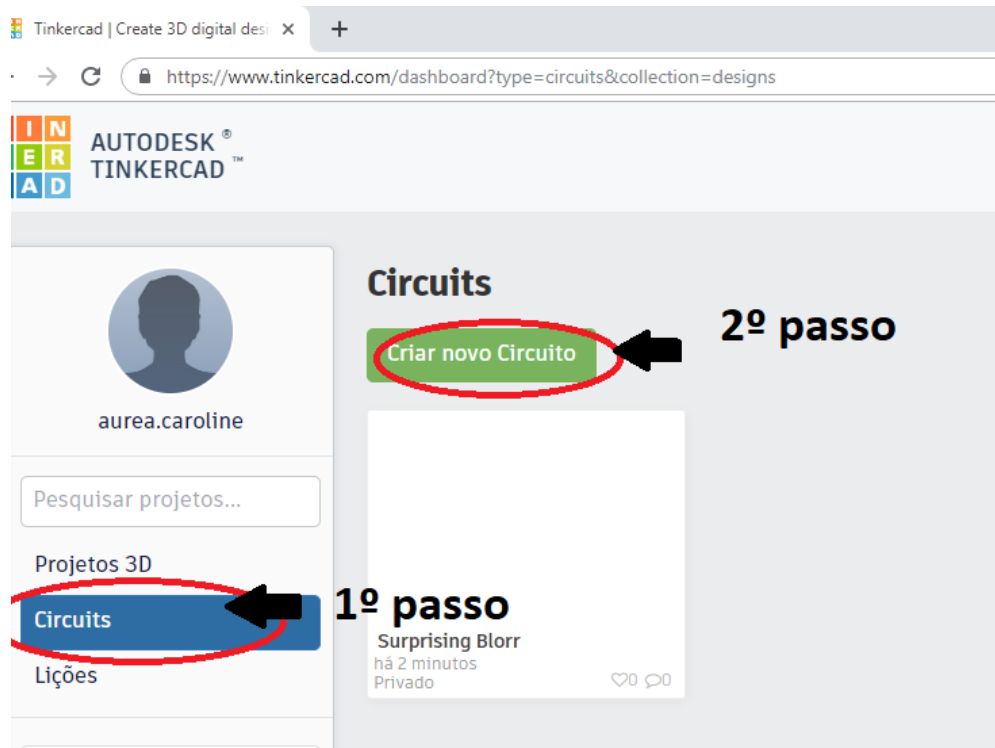 Tinkercad | Create 3D digital desi
https://www.tinkercad.com/dashboard?type=circuits&collection=designs
I N
E R
A D
AUTODESK ®
TINKERCAD ™
aurea.caroline
Pesquisar projetos...
Projetos 3D
Circuits
Lições
Circuits
Criar novo Circuito
2º passo
1º passo
Surprising Blorr
há 2 minutos
Privado
0 0